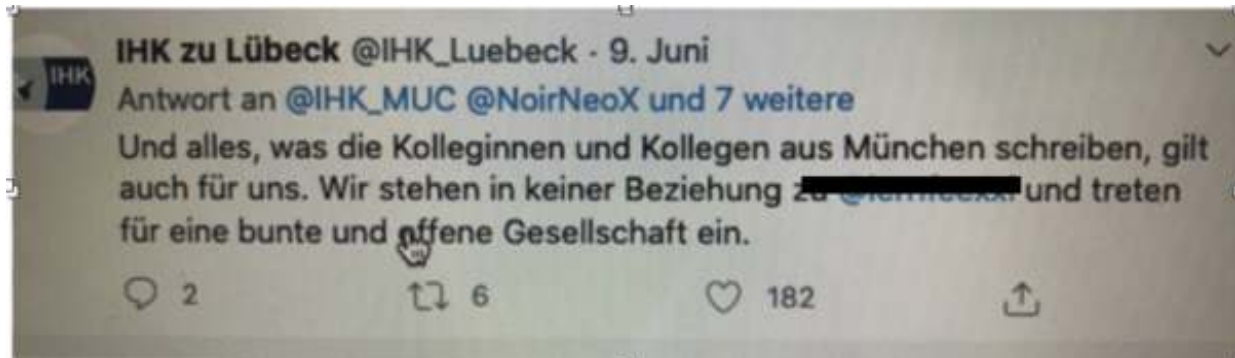 IHK zu Lübeck @IHK_Luebeck · 9. Juni
IHK
Antwort an @IHK_MUC @NoirNeoX und 7 weitere
Und alles, was die Kolleginnen und Kollegen aus München schreiben, gilt
auch für uns. Wir stehen in keiner Beziehung zu und treten
für eine bunte und offene Gesellschaft ein.
2 6 182